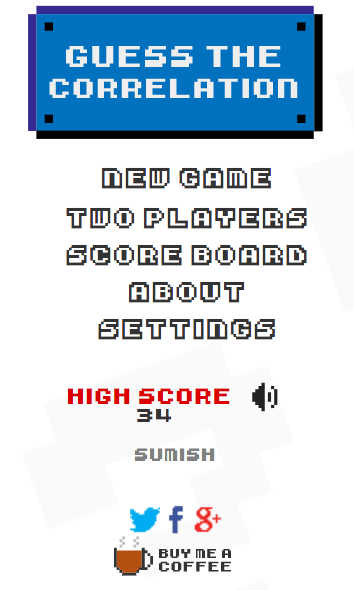 GUESS THE
CORRELATION
NEW GAME
TWO PLAYERS
SCORE BOARD
ABOUT
SETTINGS
HIGH SCORE
34
SUMISH
BUY ME A
COFFEE